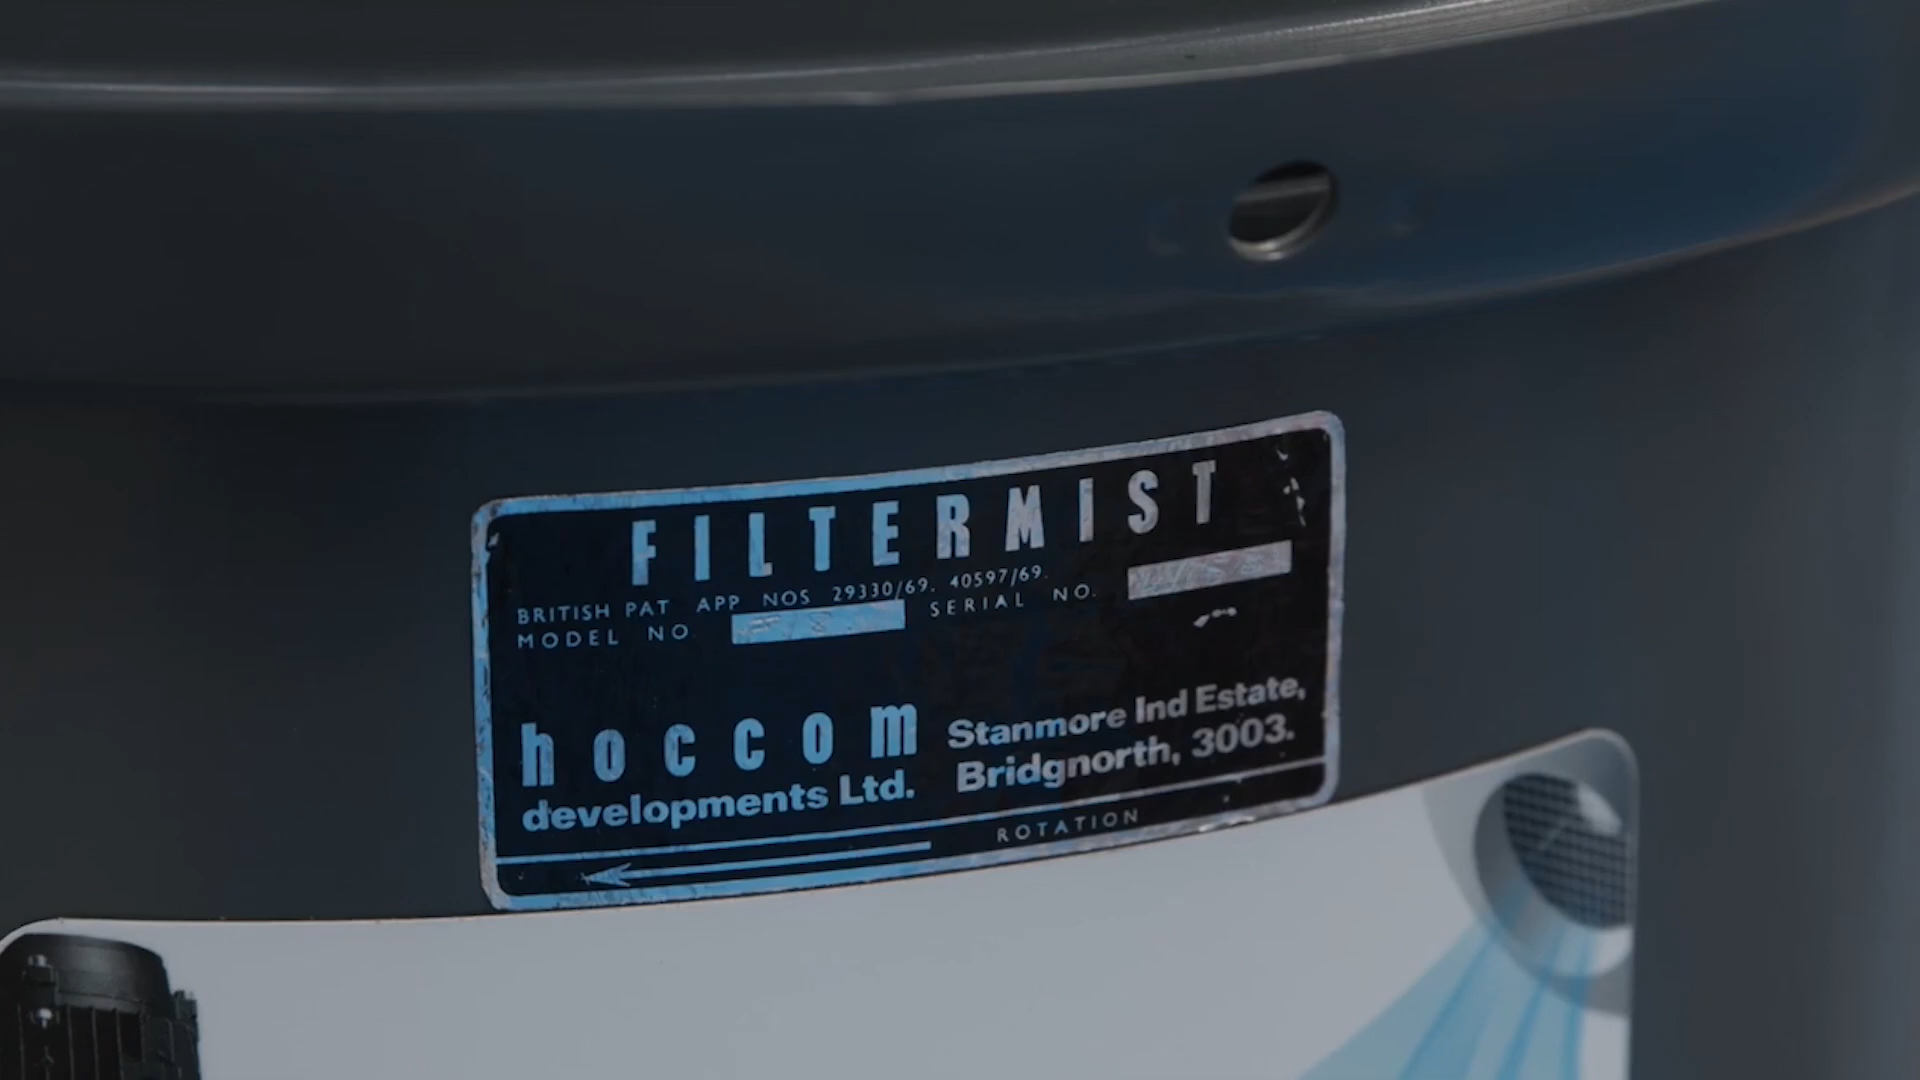 FILTERMIST
BRITISH PAT APP NOS 29330/69. 40597/69.
MODEL NO. SERIAL NO.
hoccom
developments Ltd.
Stanmore Ind Estate,
Bridgnorth, 3003.
ROTATION